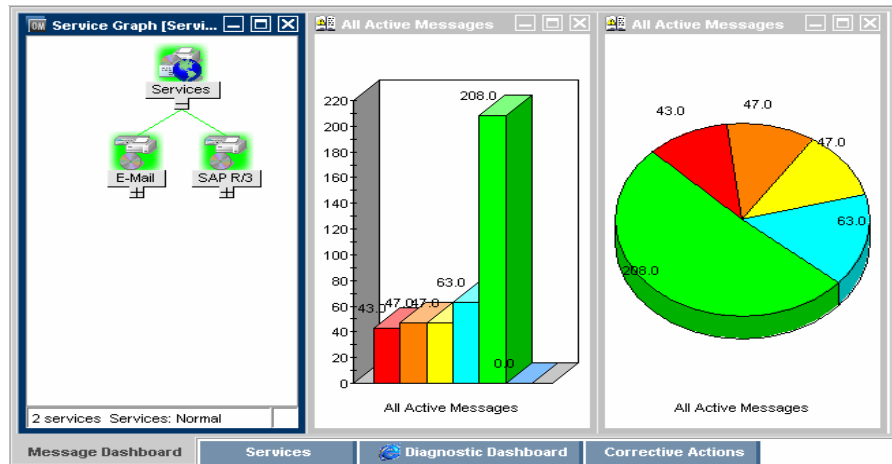 Service Graph [Servi...
Services
E-Mail
SAP R/3
2 services Services: Normal
All Active Messages
220
200
180
160
140
120
100
80
60
40
20
0
43.0
47.0
47.0
63.0
208.0
0.0
All Active Messages
All Active Messages
43.0
47.0
47.0
63.0
208.0
All Active Messages
Message Dashboard
Services
Diagnostic Dashboard
Corrective Actions